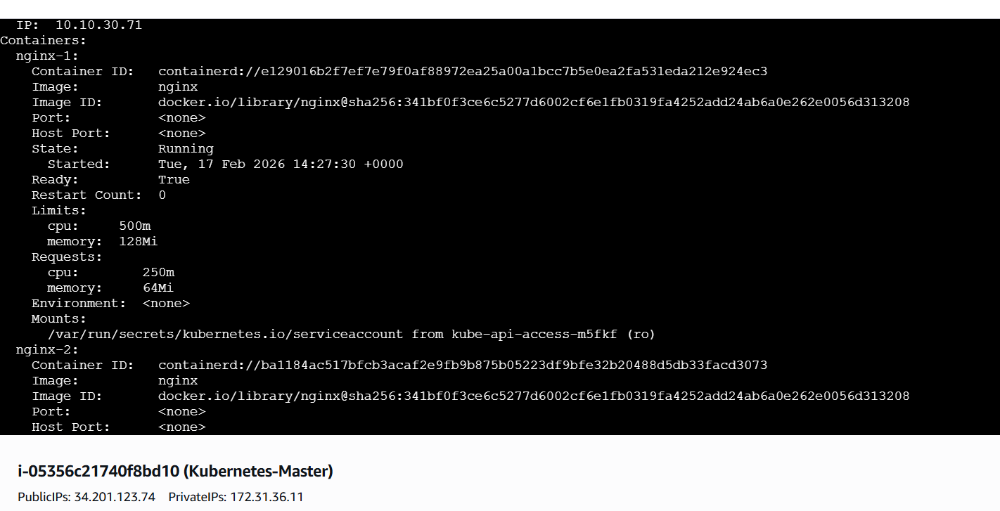 IP:  10.10.30.71
Containers:
nginx-1:
Container ID:   containerd://e129016b2f7ef7e79f0af88972ea25a00a1bcc7b5e0ea2fa531eda212e924ec3
Image:          nginx
Image ID:       docker.io/library/nginx@sha256:341bf0f3ce6c5277d6002cf6e1fb0319fa4252add24ab6a0e262e0056d313208
Port:           <none>
Host Port:      <none>
State:          Running
Started:        Tue, 17 Feb 2026 14:27:30 +0000
Ready:          True
Restart Count:  0
Limits:
cpu:     500m
memory:  128Mi
Requests:
cpu:        250m
memory:     64Mi
Environment:  <none>
Mounts:
/var/run/secrets/kubernetes.io/serviceaccount from kube-api-access-m5fkf (ro)
nginx-2:
Container ID:   containerd://ba1184ac517bfcb3acaf2e9fb9b875b05223df9bfe32b20488d5db33facd3073
Image:          nginx
Image ID:       docker.io/library/nginx@sha256:341bf0f3ce6c5277d6002cf6e1fb0319fa4252add24ab6a0e262e0056d313208
Port:           <none>
Host Port:      <none>
i-05356c21740f8bd10 (Kubernetes-Master)
PublicIPs: 34.201.123.74    PrivateIPs: 172.31.36.11